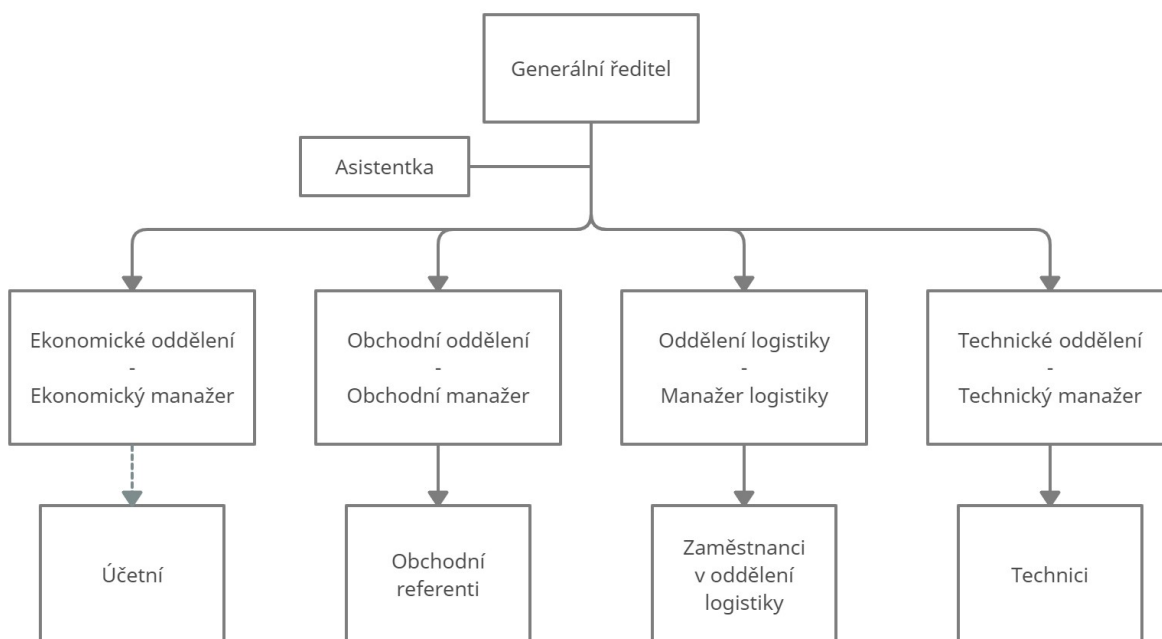 Generální ředitel
Asistentka
Ekonomické oddělení
-
Ekonomický manažer
Obchodní oddělení
-
Obchodní manažer
Oddělení logistiky
-
Manažer logistiky
Technické oddělení
-
Technický manažer
Účetní
Obchodní
referenti
Zaměstnanci
v oddělení
logistiky
Technici